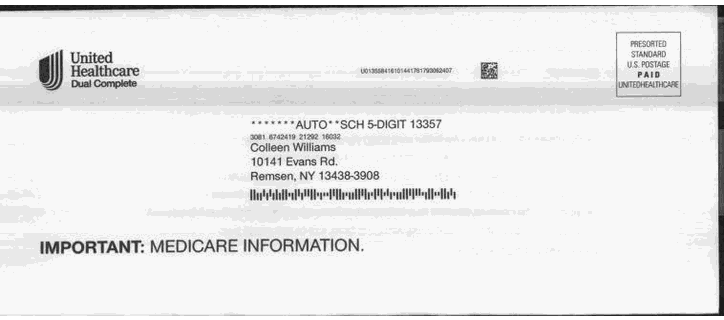 United
Healthcare
Dual Complete
PRESORTED
STANDARD
U.S. POSTAGE
PAID
UNITEDHEALTHCARE
*******AUTO**SCH 5-DIGIT 13357
3081 6742419 21292 16032
Colleen Williams
10141 Evans Rd.
Remsen, NY 13438-3908
IMPORTANT: MEDICARE INFORMATION.